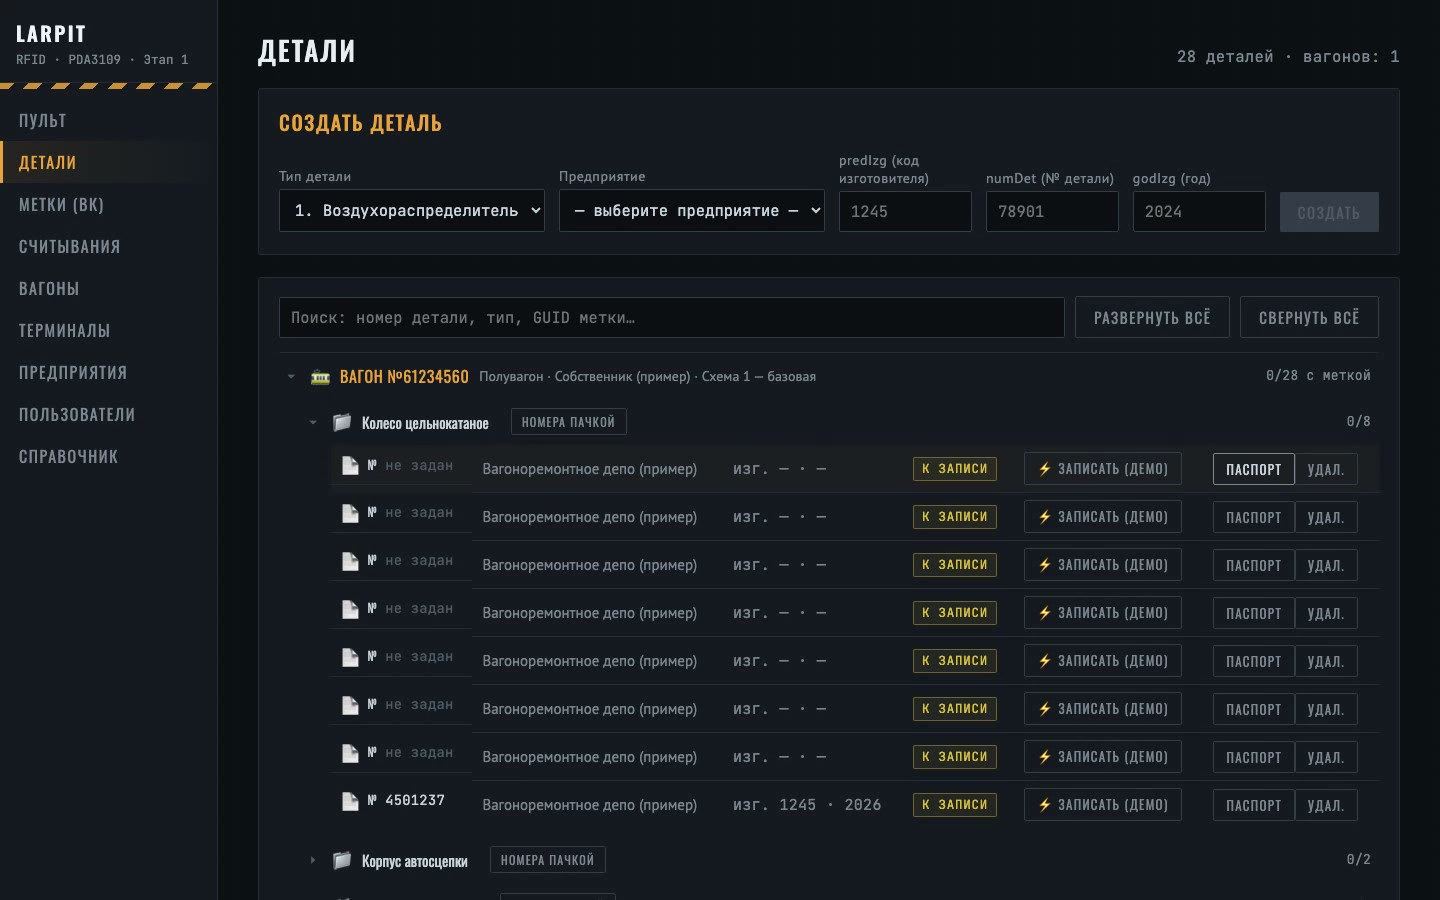 LARPIT
RFID · PDA3109 · Этап 1
ПУЛЬТ
ДЕТАЛИ
МЕТКИ (ВК)
СЧИТЫВАНИЯ
ВАГОНЫ
ТЕРМИНАЛЫ
ПРЕДПРИЯТИЯ
ПОЛЬЗОВАТЕЛИ
СПРАВОЧНИК
ДЕТАЛИ
28 деталей · вагонов: 1
СОЗДАТЬ ДЕТАЛЬ
Тип детали
1. Воздухораспределитель
Предприятие
— выберите предприятие —
predIzg (код
изготовителя)
1245
numDet (№ детали)
78901
godIzg (год)
2024
СОЗДАТЬ
Поиск: номер детали, тип, GUID метки…
РАЗВЕРНУТЬ ВСЁ
СВЕРНУТЬ ВСЁ
ВАГОН №61234560 Полувагон · Собственник (пример) · Схема 1 — базовая 0/28 с меткой
Колесо цельнокатаное НОМЕРА ПАЧКОЙ 0/8
№ не задан Вагоноремонтное депо (пример) изг. — · — К ЗАПИСИ ⚡ ЗАПИСАТЬ (ДЕМО) ПАСПОРТ УДАЛ.
№ не задан Вагоноремонтное депо (пример) изг. — · — К ЗАПИСИ ⚡ ЗАПИСАТЬ (ДЕМО) ПАСПОРТ УДАЛ.
№ не задан Вагоноремонтное депо (пример) изг. — · — К ЗАПИСИ ⚡ ЗАПИСАТЬ (ДЕМО) ПАСПОРТ УДАЛ.
№ не задан Вагоноремонтное депо (пример) изг. — · — К ЗАПИСИ ⚡ ЗАПИСАТЬ (ДЕМО) ПАСПОРТ УДАЛ.
№ не задан Вагоноремонтное депо (пример) изг. — · — К ЗАПИСИ ⚡ ЗАПИСАТЬ (ДЕМО) ПАСПОРТ УДАЛ.
№ не задан Вагоноремонтное депо (пример) изг. — · — К ЗАПИСИ ⚡ ЗАПИСАТЬ (ДЕМО) ПАСПОРТ УДАЛ.
№ не задан Вагоноремонтное депо (пример) изг. — · — К ЗАПИСИ ⚡ ЗАПИСАТЬ (ДЕМО) ПАСПОРТ УДАЛ.
№ 4501237 Вагоноремонтное депо (пример) изг. 1245 · 2026 К ЗАПИСИ ⚡ ЗАПИСАТЬ (ДЕМО) ПАСПОРТ УДАЛ.
Корпус автосцепки НОМЕРА ПАЧКОЙ 0/2